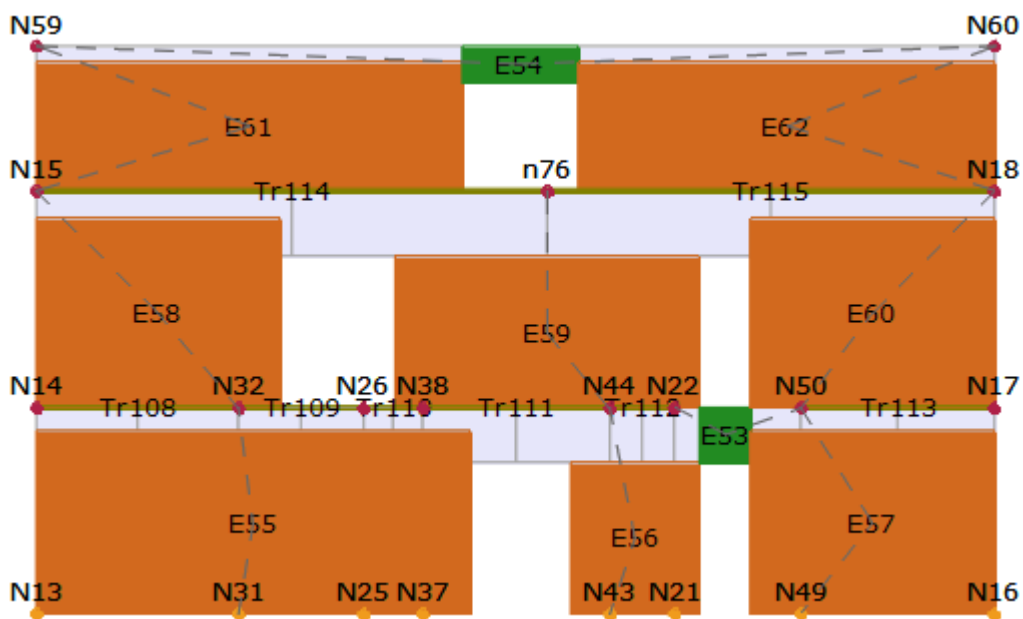 N59 N60
E54
E61 E62
N15 n76 N18
Tr114 Tr115
E58 E59 E60
N14 N32 N26 N38 N44 N22 N50 N17
Tr108 Tr109 Tr110 Tr111 Tr112 Tr113
E53
E55 E56 E57
N13 N31 N25 N37 N43 N21 N49 N16